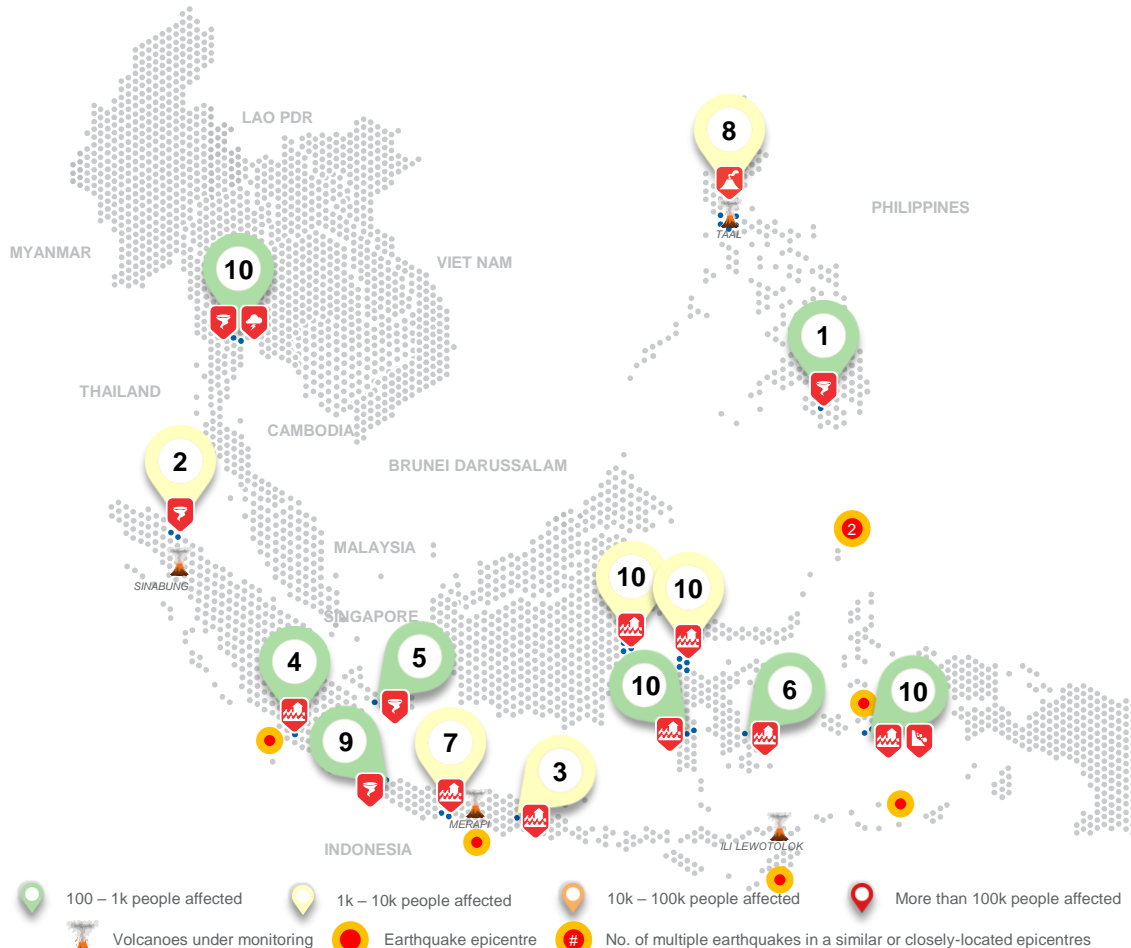 LAO PDR
8
PHILIPPINES
TAAL
MYANMAR
VIET NAM
10
1
THAILAND
CAMBODIA
2
BRUNEI DARUSSALAM
2
MALAYSIA
SINABUNG
10
10
SINGAPORE
4
5
10
6
10
9
7
3
MERAPI
ILI LEWOTOLOK
INDONESIA
100 – 1k people affected
1k – 10k people affected
10k – 100k people affected
More than 100k people affected
Volcanoes under monitoring
Earthquake epicentre
# No. of multiple earthquakes in a similar or closely-located epicentres